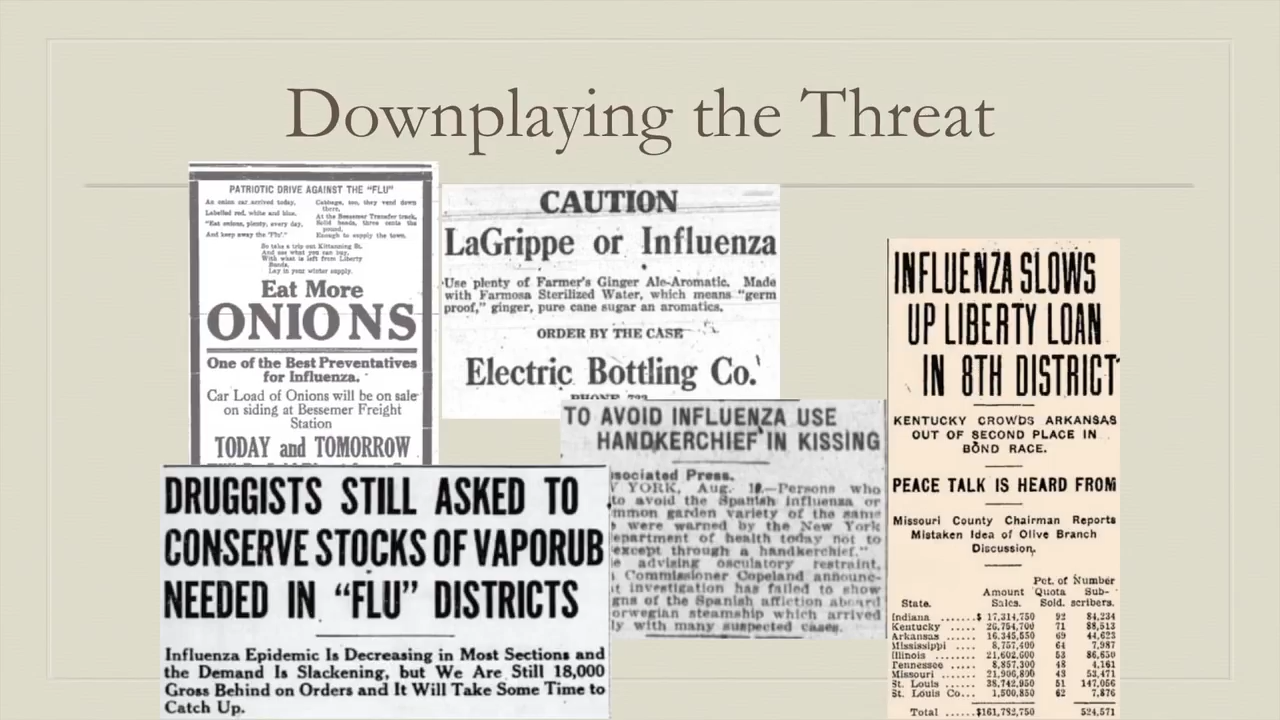 Downplaying the Threat
PATRIOTIC DRIVE AGAINST THE "FLU"
An onion car arrived today,
Labelled red, white and blue,
"Eat onions, plenty, every day,
And keep away the "Flu"."
Cabbage, too, they vend down
there,
At the Bessemer Transfer track,
Solid heads, three cents the
pound,
Enough to supply the town.
So take a trip out Kittanning St.
And use what you can buy,
With what is left from Liberty
Bonds,
Lay in your winter supply.
Eat More
ONIONS
One of the Best Preventatives
for Influenza.
Car Load of Onions will be on sale
on siding at Bessemer Freight
Station
TODAY and TOMORROW
CAUTION
LaGrippe or Influenza
Use plenty of Farmer's Ginger Ale-Aromatic. Made
with Farmosa Sterilized Water, which means "germ
proof," ginger, pure cane sugar an aromatics.
ORDER BY THE CASE
Electric Bottling Co.
PHONE
TO AVOID INFLUENZA USE
HANDKERCHIEF IN KISSING
sociated Press.
YORK, Aug. —Persons who
to avoid the Spanish influenza or
mmon garden variety of the same
were warned by the New York
epartment of health today not to
except through a handkerchief."
e advising osculatory restraint,
Commissioner Copeland announc-
t investigation has failed to show
gns of the Spanish affliction aboard
orwegian steamship which arrived
ly with many suspected cases.
DRUGGISTS STILL ASKED TO
CONSERVE STOCKS OF VAPORUB
NEEDED IN "FLU" DISTRICTS
Influenza Epidemic Is Decreasing in Most Sections and
the Demand Is Slackening, but We Are Still 18,000
Gross Behind on Orders and It Will Take Some Time to
Catch Up.
INFLUENZA SLOWS
UP LIBERTY LOAN
IN 8TH DISTRICT
KENTUCKY CROWDS ARKANSAS
OUT OF SECOND PLACE IN
BOND RACE.
PEACE TALK IS HEARD FROM
Missouri County Chairman Reports
Mistaken Idea of Olive Branch
Discussion.
Pct. of Number
Amount Quota Sub-
State. Sales. Sold. scribers.
Indiana .......$ 17,314,750 92 84,234
Kentucky ..... 26,754,700 71 88,513
Arkansas ..... 16,345,550 69 44,623
Mississippi .... 8,757,400 64 7,987
Illinois ........ 21,602,600 53 86,650
Tennessee .... 8,857,300 48 4,161
Missouri ...... 21,906,800 43 53,471
St. Louis ..... 38,742,950 51 147,056
St. Louis Co... 1,500,850 62 7,876
Total ......$161,782,750 524,571